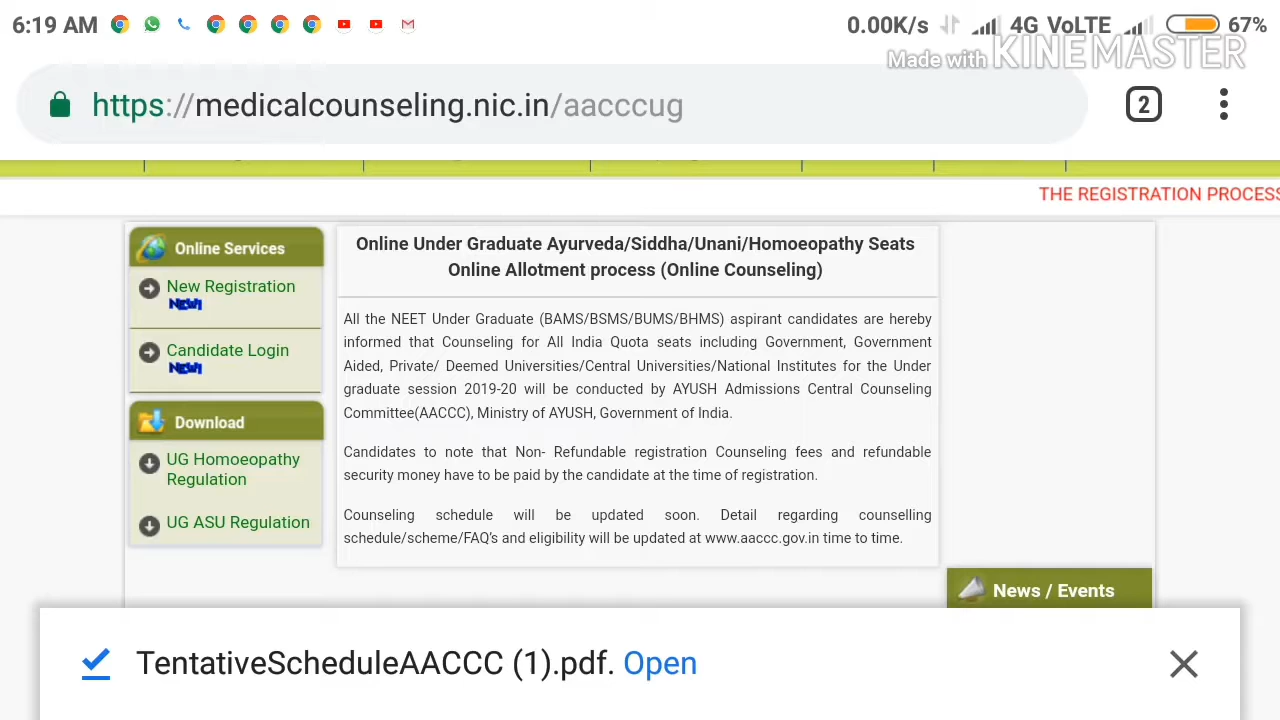 6:19 AM 0.00K/s 4G VoLTE 67%
Made with KINEMASTER
https://medicalcounseling.nic.in/aacccug 2
THE REGISTRATION PROCESS
Online Services
New Registration
NEW!
Candidate Login
NEW!
Download
UG Homoeopathy
Regulation
UG ASU Regulation
Online Under Graduate Ayurveda/Siddha/Unani/Homoeopathy Seats
Online Allotment process (Online Counseling)
All the NEET Under Graduate (BAMS/BSMS/BUMS/BHMS) aspirant candidates are hereby
informed that Counseling for All India Quota seats including Government, Government
Aided, Private/ Deemed Universities/Central Universities/National Institutes for the Under
graduate session 2019-20 will be conducted by AYUSH Admissions Central Counseling
Committee(AACCC), Ministry of AYUSH, Government of India.
Candidates to note that Non- Refundable registration Counseling fees and refundable
security money have to be paid by the candidate at the time of registration.
Counseling schedule will be updated soon. Detail regarding counselling
schedule/scheme/FAQ's and eligibility will be updated at www.aaccc.gov.in time to time.
News / Events
TentativeScheduleAACCC (1).pdf. Open